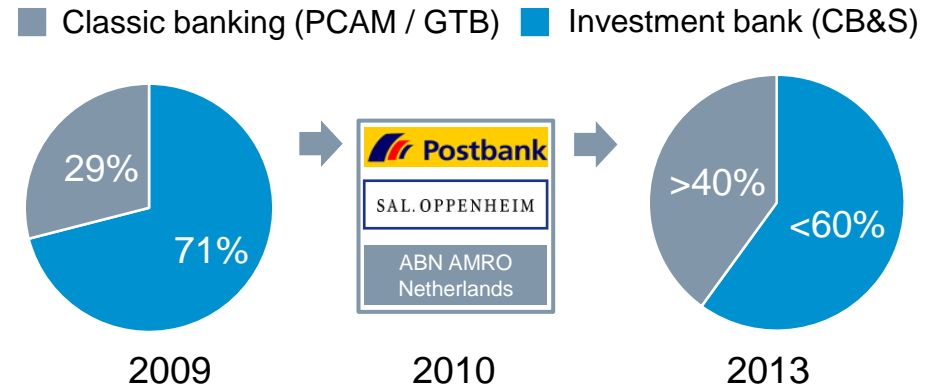 Classic banking (PCAM / GTB) Investment bank (CB&S)
29%
71%
Postbank
SAL. OPPENHEIM
ABN AMRO
Netherlands
>40%
<60%
2009 2010 2013